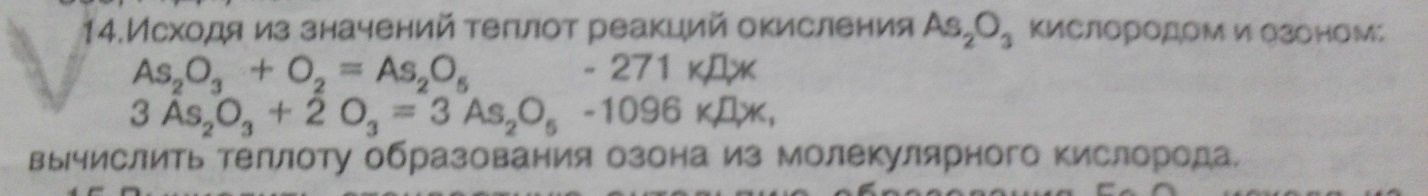 14.Исходя из значений теплот реакций окисления As₂O₃ кислородом и озоном:
As₂O₃ + O₂ = As₂O₅ - 271 кДж
3 As₂O₃ + 2 O₃ = 3 As₂O₅ -1096 кДж,
вычислить теплоту образования озона из молекулярного кислорода.